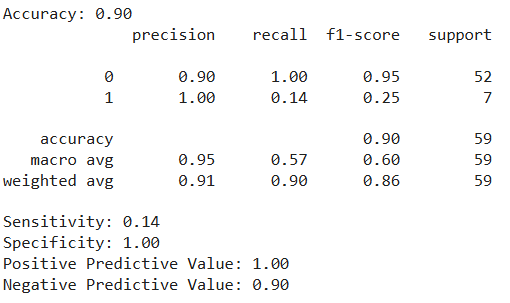 Accuracy: 0.90
precision recall f1-score support
0 0.90 1.00 0.95 52
1 1.00 0.14 0.25 7
accuracy 0.90 59
macro avg 0.95 0.57 0.60 59
weighted avg 0.91 0.90 0.86 59
Sensitivity: 0.14
Specificity: 1.00
Positive Predictive Value: 1.00
Negative Predictive Value: 0.90